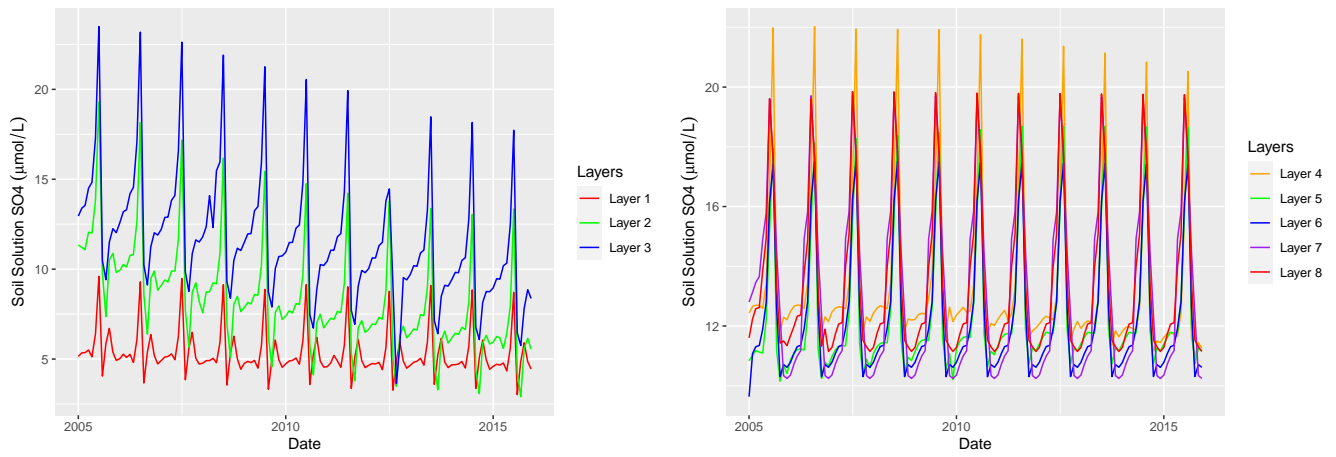 Soil Solution SO4 (μmol/L)
20
15
10
5
2005
2010
2015
Date
Layers
Layer 1
Layer 2
Layer 3
Soil Solution SO4 (μmol/L)
20
16
12
2005
2010
2015
Date
Layers
Layer 4
Layer 5
Layer 6
Layer 7
Layer 8